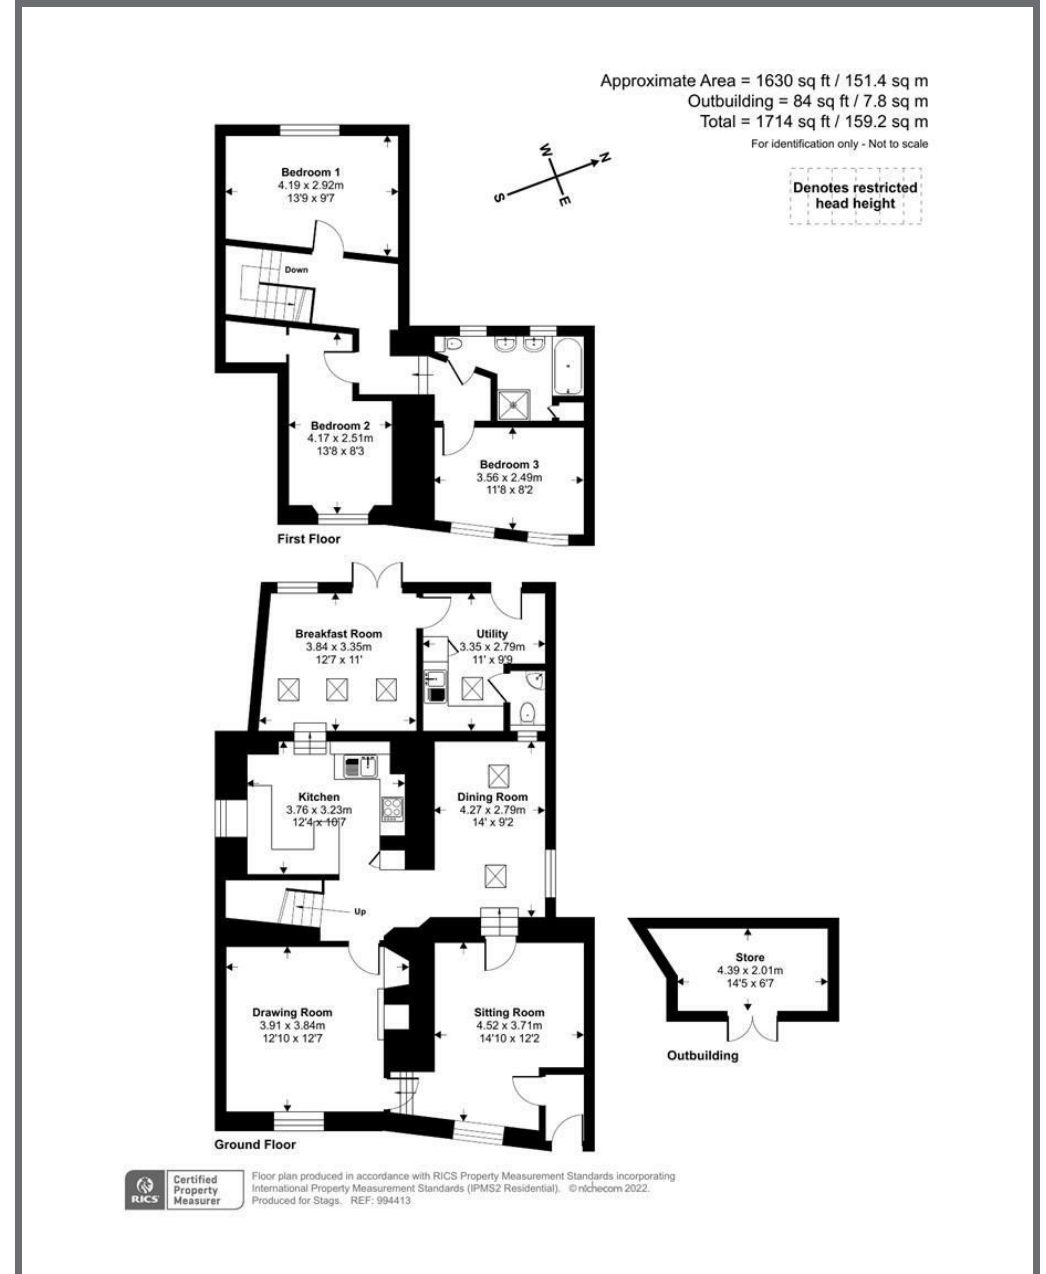 Approximate Area = 1630 sq ft / 151.4 sq m
Outbuilding = 84 sq ft / 7.8 sq m
Total = 1714 sq ft / 159.2 sq m
For identification only - Not to scale
Denotes restricted
head height
W
N
S
E
Bedroom 1
4.19 x 2.92m
13'9 x 9'7
Down
Bedroom 2
4.17 x 2.51m
13'8 x 8'3
Bedroom 3
3.56 x 2.49m
11'8 x 8'2
First Floor
Breakfast Room
3.84 x 3.35m
12'7 x 11'
Utility
3.35 x 2.79m
11' x 9'9
Kitchen
3.76 x 3.23m
12'4 x 10'7
Dining Room
4.27 x 2.79m
14' x 9'2
Up
Drawing Room
3.91 x 3.84m
12'10 x 12'7
Sitting Room
4.52 x 3.71m
14'10 x 12'2
Store
4.39 x 2.01m
14'5 x 6'7
Outbuilding
Ground Floor
RICS
Certified
Property
Measurer
Floor plan produced in accordance with RICS Property Measurement Standards incorporating
International Property Measurement Standards (IPMS2 Residential). © nichecom 2022.
Produced for Stags. REF: 994413